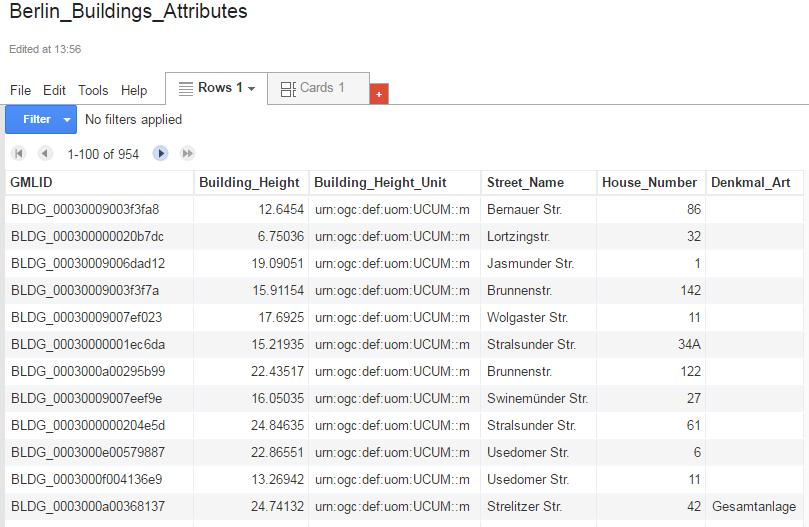 Berlin_Buildings_Attributes
Edited at 13:56
File Edit Tools Help Rows 1 Cards 1 +
Filter No filters applied
1-100 of 954
GMLID Building_Height Building_Height_Unit Street_Name House_Number Denkmal_Art
BLDG_00030009003f3fa8 12.6454 urn:ogc:def:uom:UCUM::m Bernauer Str. 86
BLDG_000300000020b7dc 6.75036 urn:ogc:def:uom:UCUM::m Lortzingstr. 32
BLDG_00030009006dad12 19.09051 urn:ogc:def:uom:UCUM::m Jasmunder Str. 1
BLDG_00030009003f3f7a 15.91154 urn:ogc:def:uom:UCUM::m Brunnenstr. 142
BLDG_00030009007ef023 17.6925 urn:ogc:def:uom:UCUM::m Wolgaster Str. 11
BLDG_00030000001ec6da 15.21935 urn:ogc:def:uom:UCUM::m Stralsunder Str. 34A
BLDG_0003000a00295b99 22.43517 urn:ogc:def:uom:UCUM::m Brunnenstr. 122
BLDG_00030009007eef9e 16.05035 urn:ogc:def:uom:UCUM::m Swinemünder Str. 27
BLDG_0003000000204e5d 24.84635 urn:ogc:def:uom:UCUM::m Stralsunder Str. 61
BLDG_0003000e00579887 22.86551 urn:ogc:def:uom:UCUM::m Usedomer Str. 6
BLDG_0003000f004136e9 13.26942 urn:ogc:def:uom:UCUM::m Usedomer Str. 11
BLDG_0003000a00368137 24.74132 urn:ogc:def:uom:UCUM::m Strelitzer Str. 42 Gesamtanlage